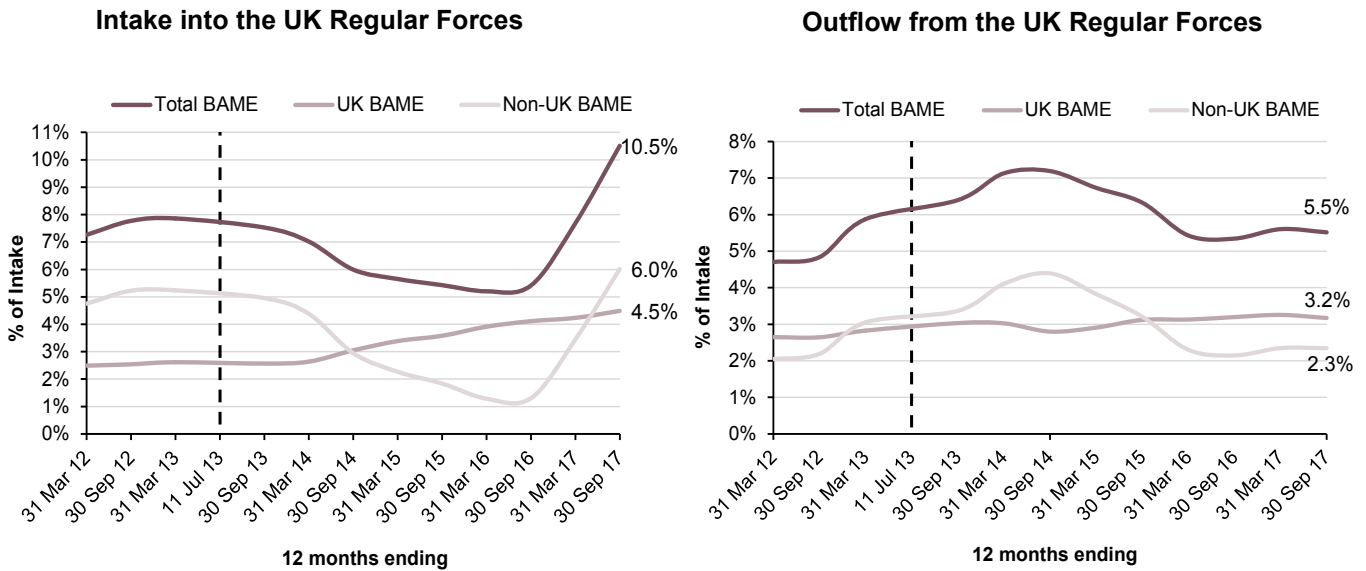 Intake into the UK Regular Forces
Total BAME UK BAME Non-UK BAME
% of Intake
11%
10%
9%
8%
7%
6%
5%
4%
3%
2%
1%
0%
10.5%
6.0%
4.5%
31 Mar 12
30 Sep 12
31 Mar 13
11 Jul 13
30 Sep 13
31 Mar 14
30 Sep 14
31 Mar 15
30 Sep 15
31 Mar 16
30 Sep 16
31 Mar 17
30 Sep 17
12 months ending
Outflow from the UK Regular Forces
Total BAME UK BAME Non-UK BAME
% of Intake
8%
7%
6%
5%
4%
3%
2%
1%
0%
5.5%
3.2%
2.3%
31 Mar 12
30 Sep 12
31 Mar 13
11 Jul 13
30 Sep 13
31 Mar 14
30 Sep 14
31 Mar 15
30 Sep 15
31 Mar 16
30 Sep 16
31 Mar 17
30 Sep 17
12 months ending